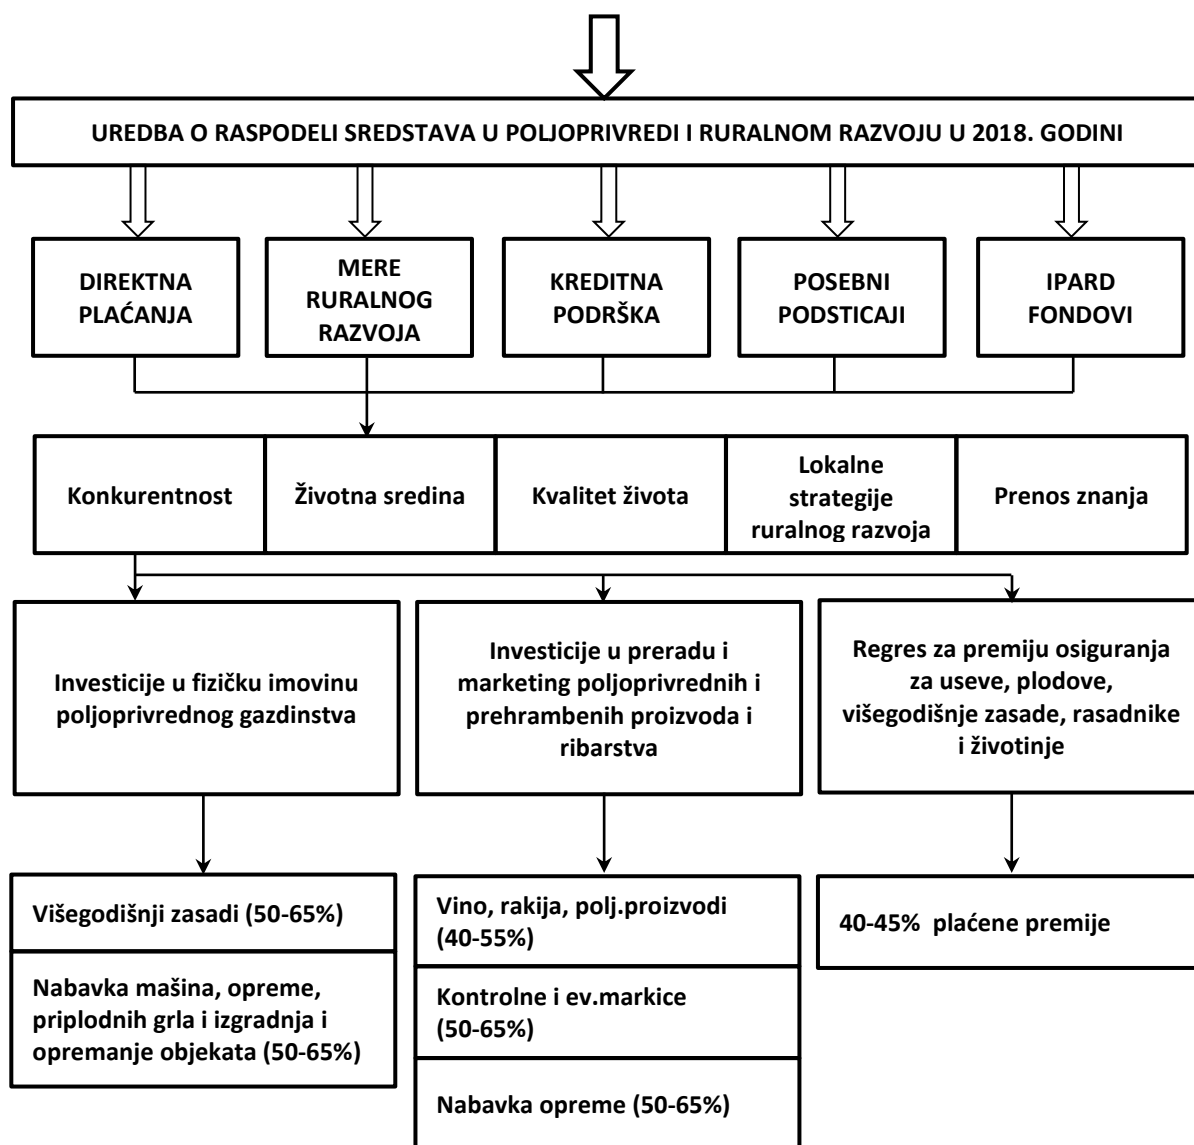 UREDBA O RASPODELI SREDSTAVA U POLJOPRIVREDI I RURALNOM RAZVOJU U 2018. GODINI
DIREKTNA
PLAĆANJA
MERE
RURALNOG
RAZVOJA
KREDITNA
PODRŠKA
POSEBNI
PODSTICAJI
IPARD
FONDOVI
Konkurentnost
Životna sredina
Kvalitet života
Lokalne
strategije
ruralnog razvoja
Prenos znanja
Investicije u fizičku imovinu
poljoprivrednog gazdinstva
Investicije u preradu i
marketing poljoprivrednih i
prehrambenih proizvoda i
ribarstva
Regres za premiju osiguranja
za useve, plodove,
višegodišnje zasade, rasadnike
i životinje
Višegodišnji zasadi (50-65%)
Nabavka mašina, opreme,
priplodnih grla i izgradnja i
opremanje objekata (50-65%)
Vino, rakija, polj.proizvodi
(40-55%)
Kontrolne i ev.markice
(50-65%)
Nabavka opreme (50-65%)
40-45% plaćene premije